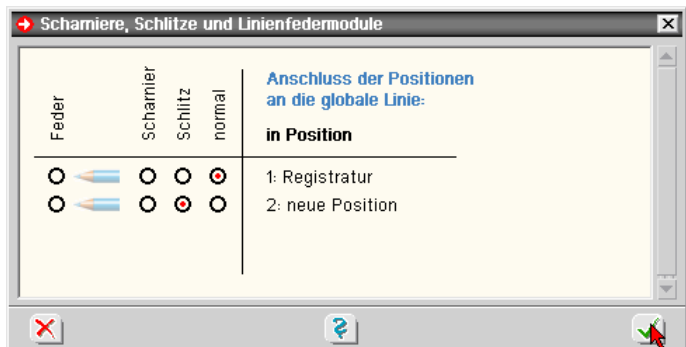 Scharniere, Schlitze und Linienfedermodule
Feder
Scharnier
Schlitz
normal
Anschluss der Positionen
an die globale Linie:
in Position
1: Registratur
2: neue Position